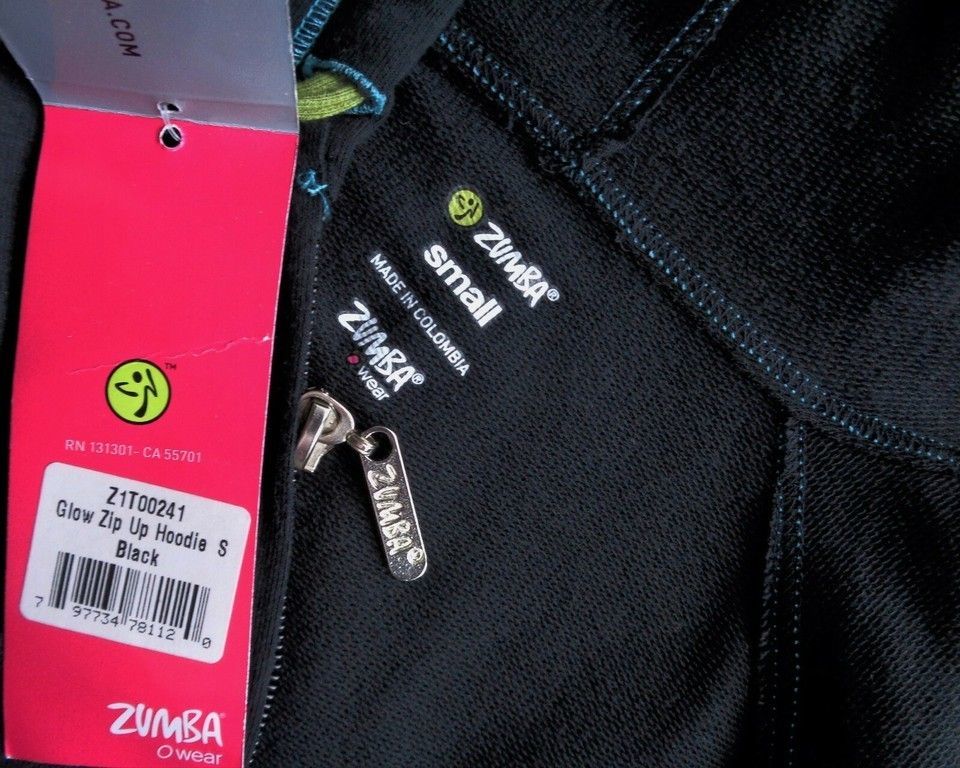 A.COM
TM
RN 131301- CA 55701
Z1T00241
Glow Zip Up Hoodie S
Black
7 97734 78112 0
ZUMBA®
wear
ZUMBA®
small
MADE IN COLOMBIA
ZUMBA®
wear
ZUMBA®